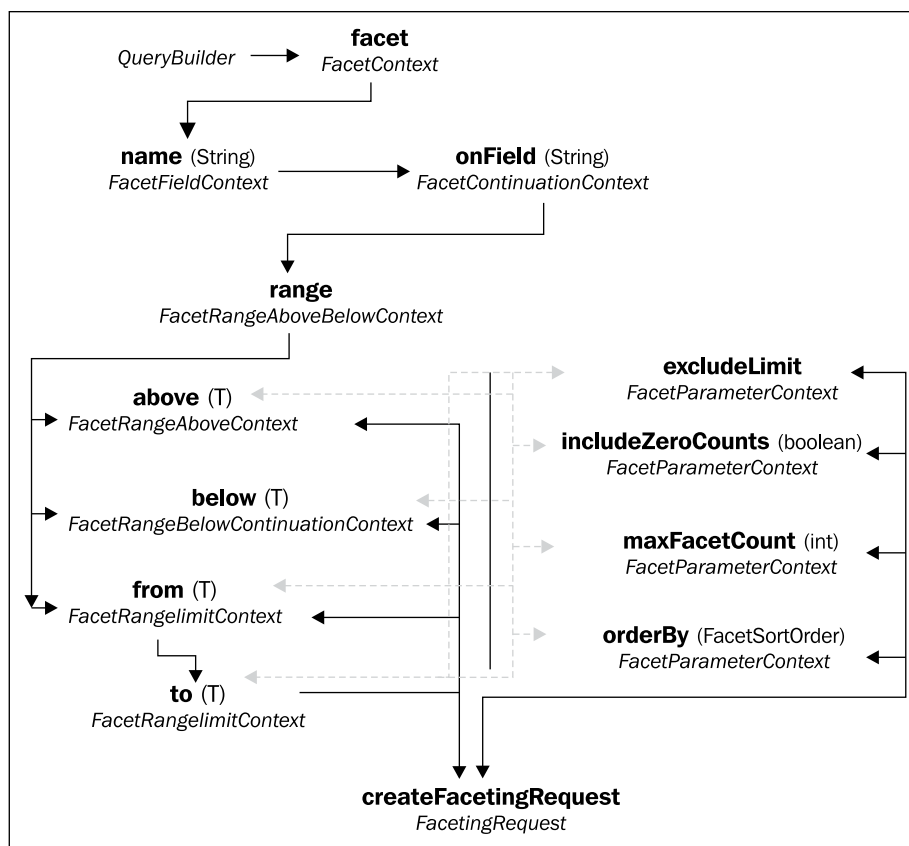 facet
QueryBuilder
FacetContext
name (String)
FacetFieldContext
onField (String)
FacetContinuationContext
range
FacetRangeAboveBelowContext
above (T)
FacetRangeAboveContext
below (T)
FacetRangeBelowContinuationContext
from (T)
FacetRangelimitContext
to (T)
FacetRangelimitContext
excludeLimit
FacetParameterContext
includeZeroCounts (boolean)
FacetParameterContext
maxFacetCount (int)
FacetParameterContext
orderBy (FacetSortOrder)
FacetParameterContext
createFacetingRequest
FacetingRequest